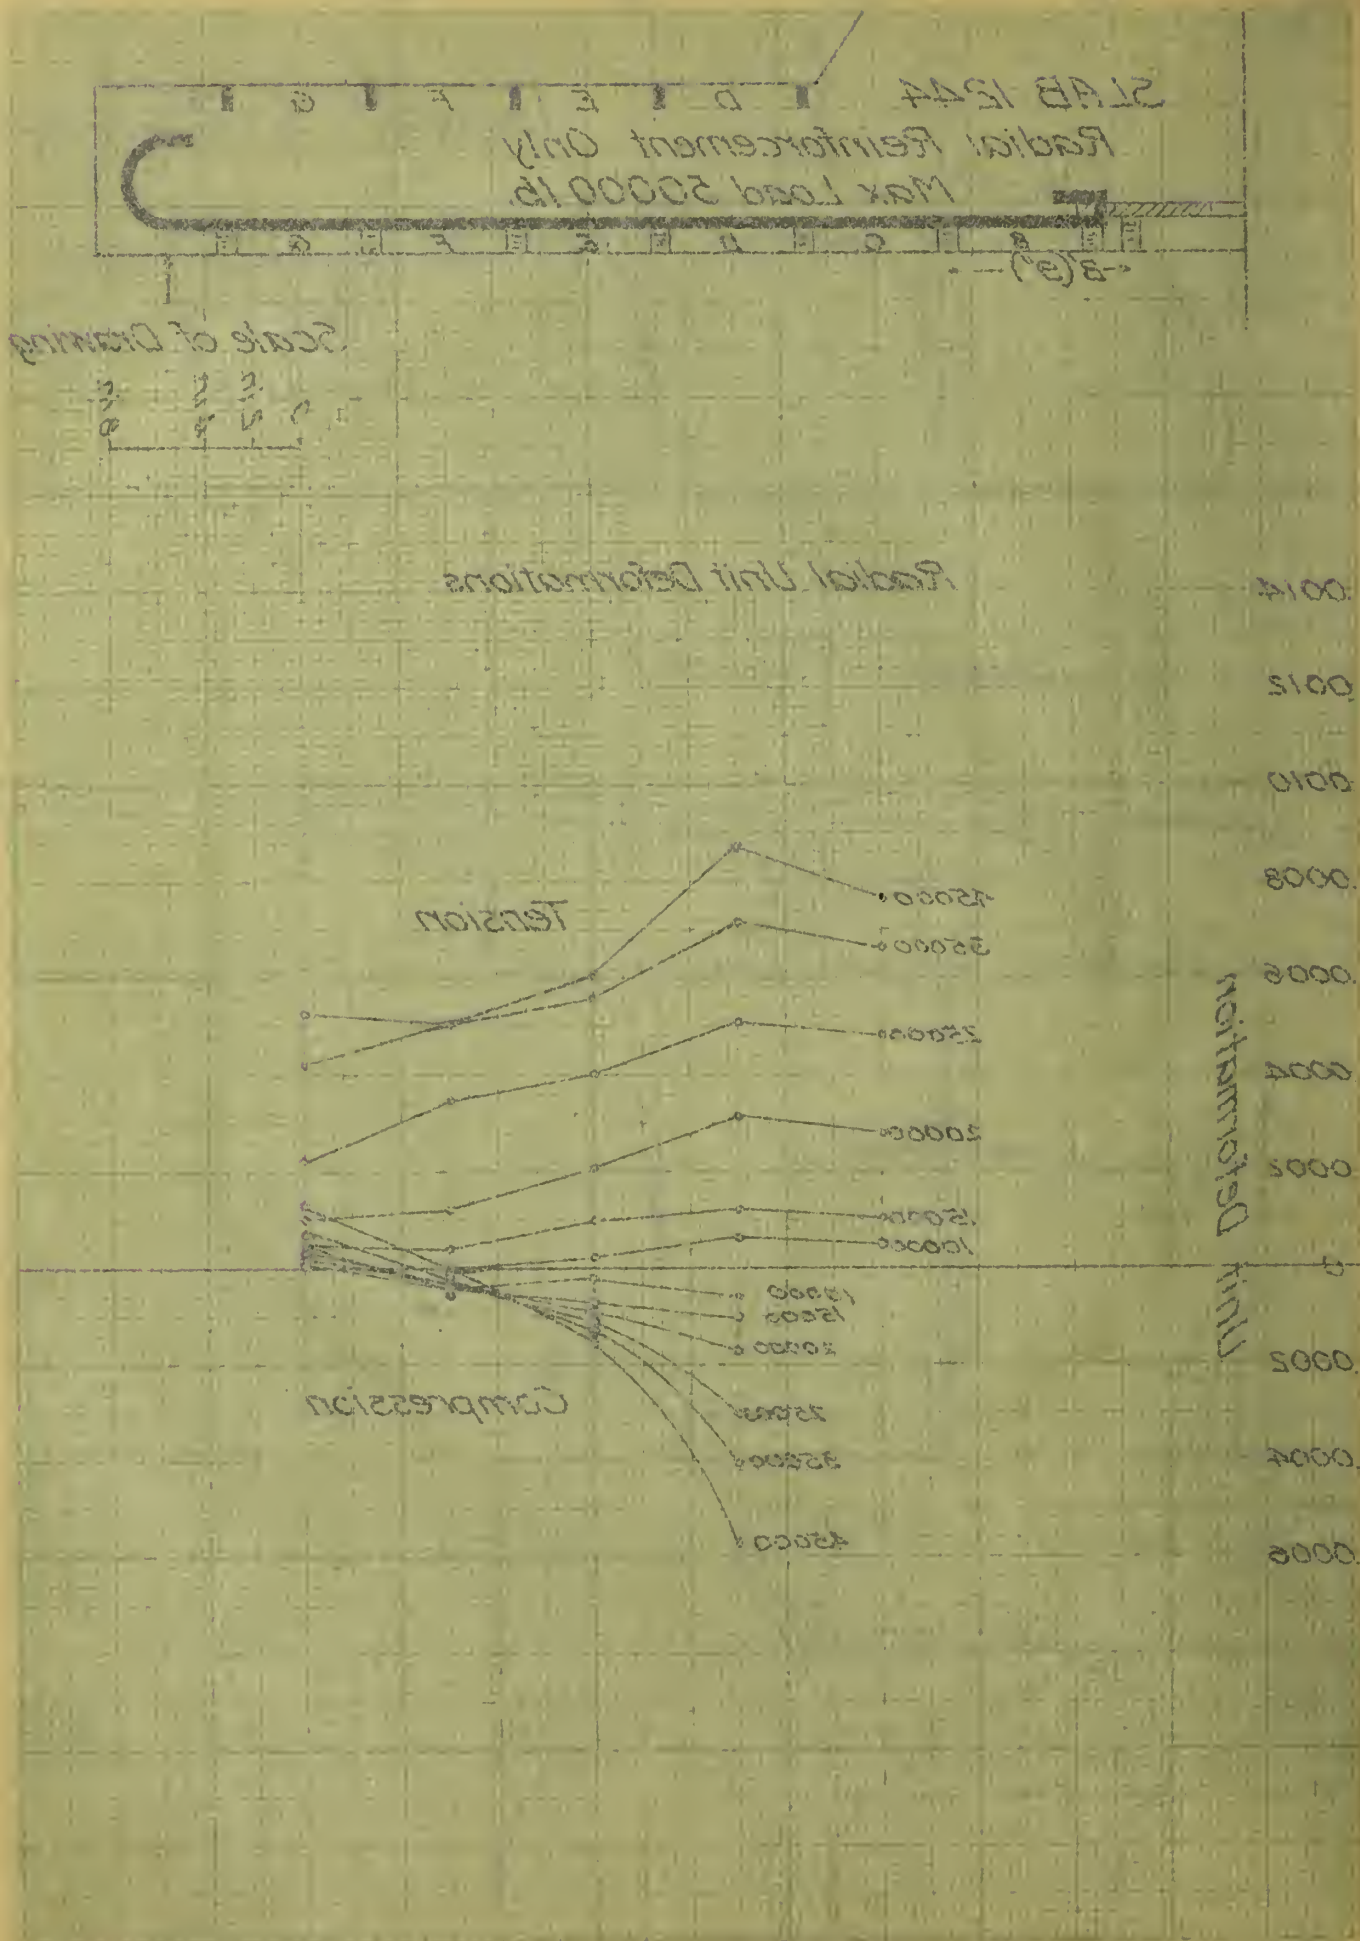 SLAB 1244
Radial Reinforcement Only
Max Load 50000 lb.
D E F G
B C D E F G
B(9")
Scale of Drawing
Radial Unit Deformations
.0014
.0012
.0010
.0008
.0006
.0004
.0002
0
.0002
.0004
.0006
Unit Deformation
Tension
45000
35000
25000
20000
15000
10000
10000
15000
20000
25000
35000
45000
Compression